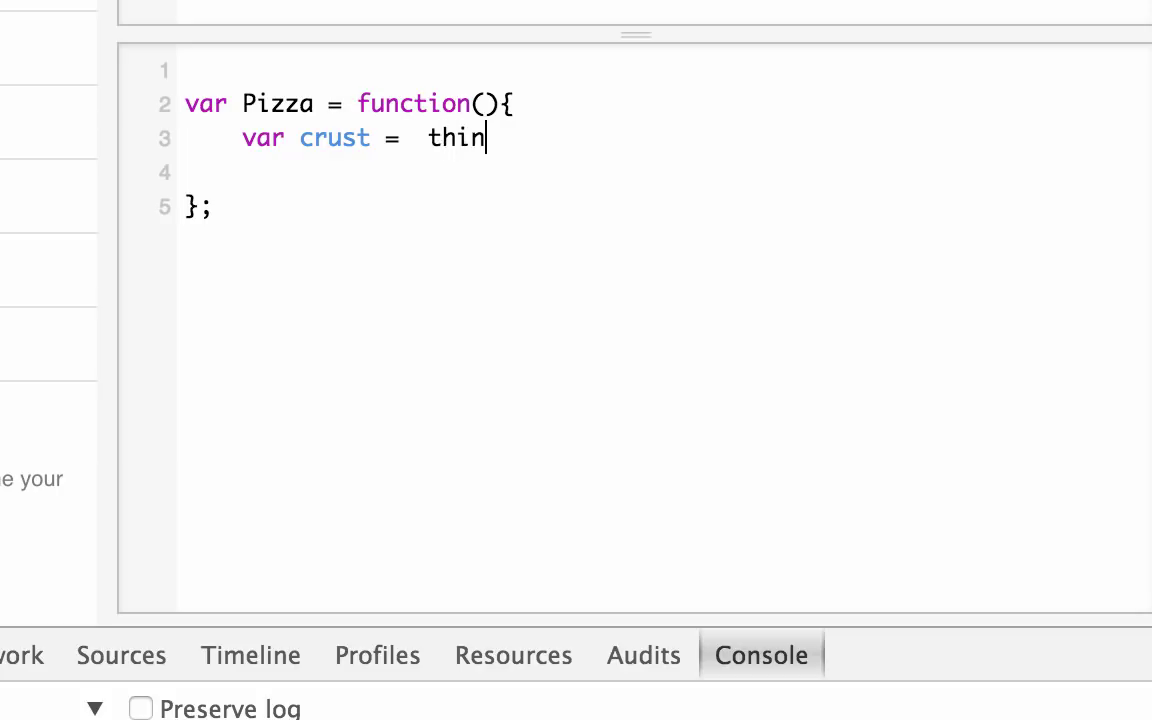 1
2 var Pizza = function(){
3 var crust =  thin
4
5 };
e your
vork Sources Timeline Profiles Resources Audits Console
▼ Preserve log